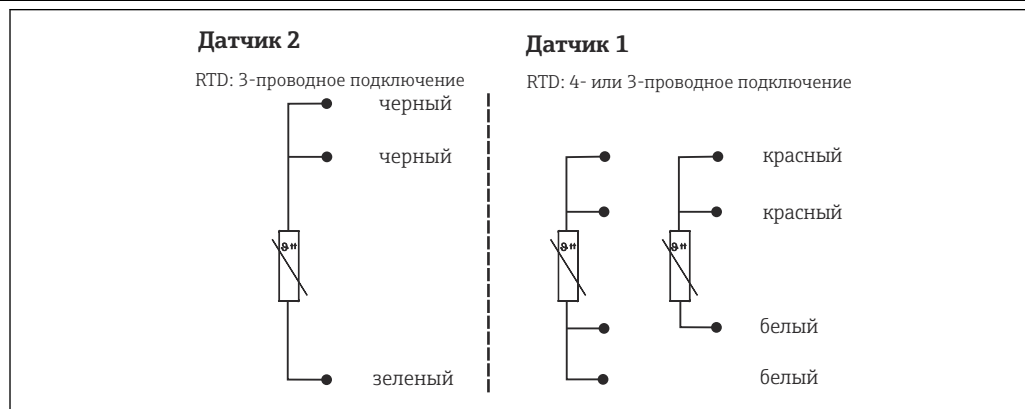 Датчик 2
RTD: 3-проводное подключение
черный
черный
зеленый
Датчик 1
RTD: 4- или 3-проводное подключение
красный
красный
белый
белый